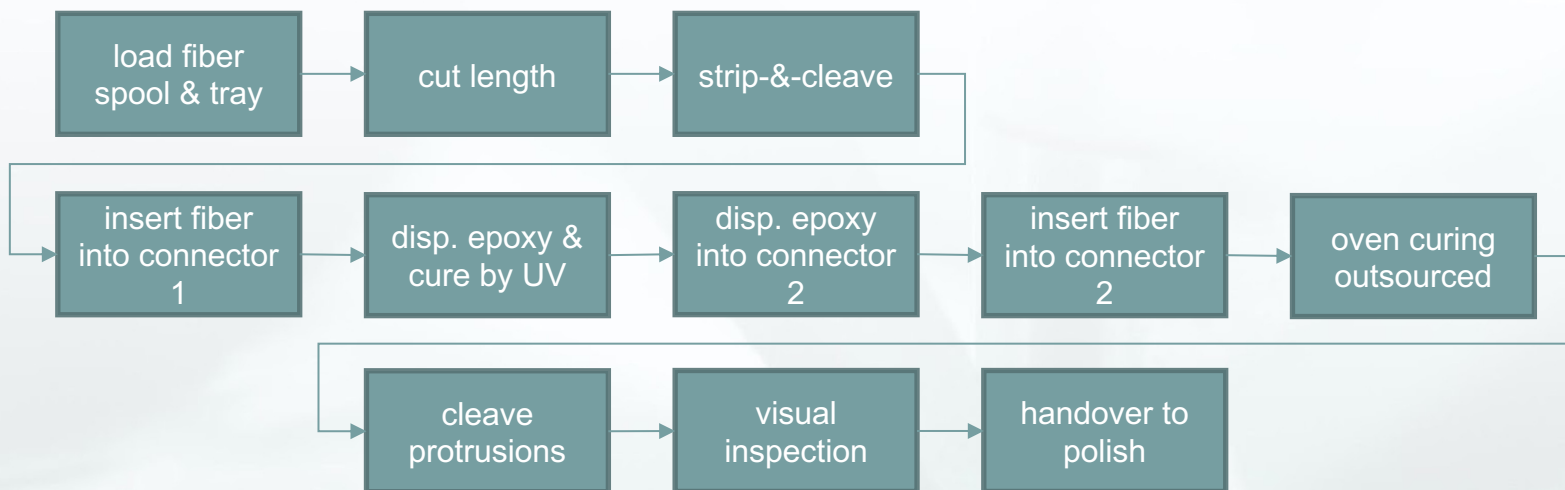 load fiber
spool & tray
cut length
strip-&-cleave
insert fiber
into connector
1
disp. epoxy &
cure by UV
disp. epoxy
into connector
2
insert fiber
into connector
2
oven curing
outsourced
cleave
protrusions
visual
inspection
handover to
polish